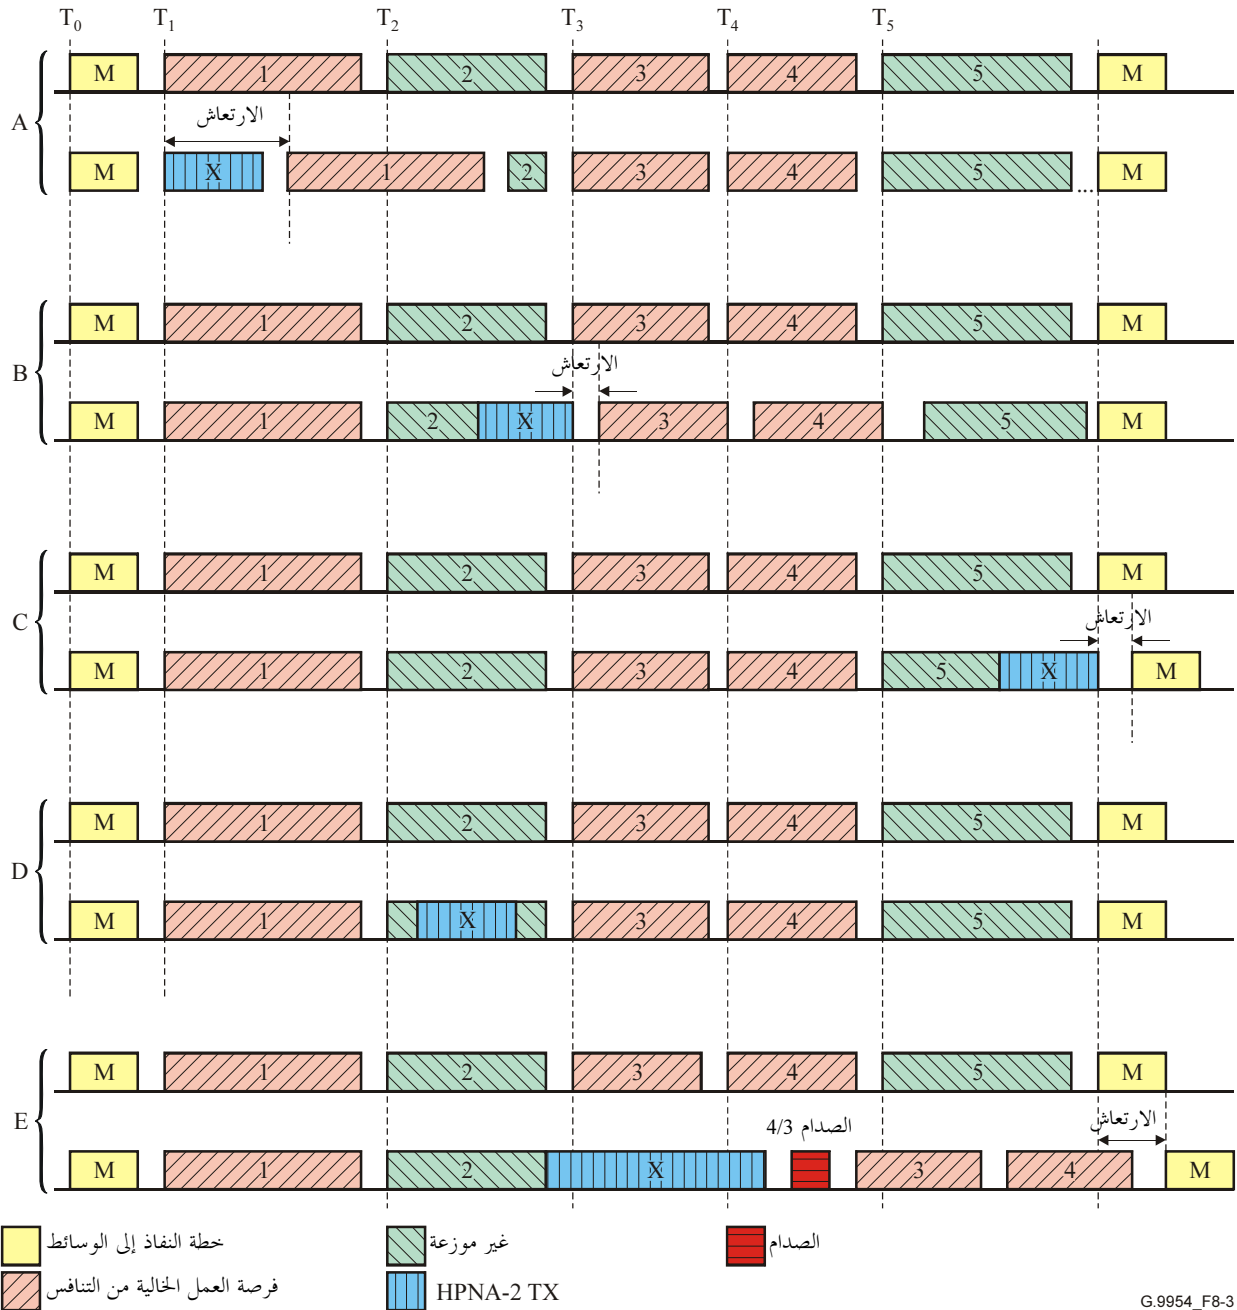 T0 T1 T2 T3 T4 T5
A
M 1 2 3 4 5 M
الارتعاش
M X 1 2 3 4 5 ... M
B
M 1 2 3 4 5 M
الارتعاش
M 1 2 X 3 4 5 M
C
M 1 2 3 4 5 M
الارتعاش
M 1 2 3 4 5 X M
D
M 1 2 3 4 5 M
M 1 X 3 4 5 M
E
M 1 2 3 4 5 M
الصدام 4/3
الارتعاش
M 1 2 X 3 4 M
خطة النفاذ إلى الوسائط
غير موزعة
الصدام
فرصة العمل الخالية من التنافس
HPNA-2 TX
G.9954_F8-3